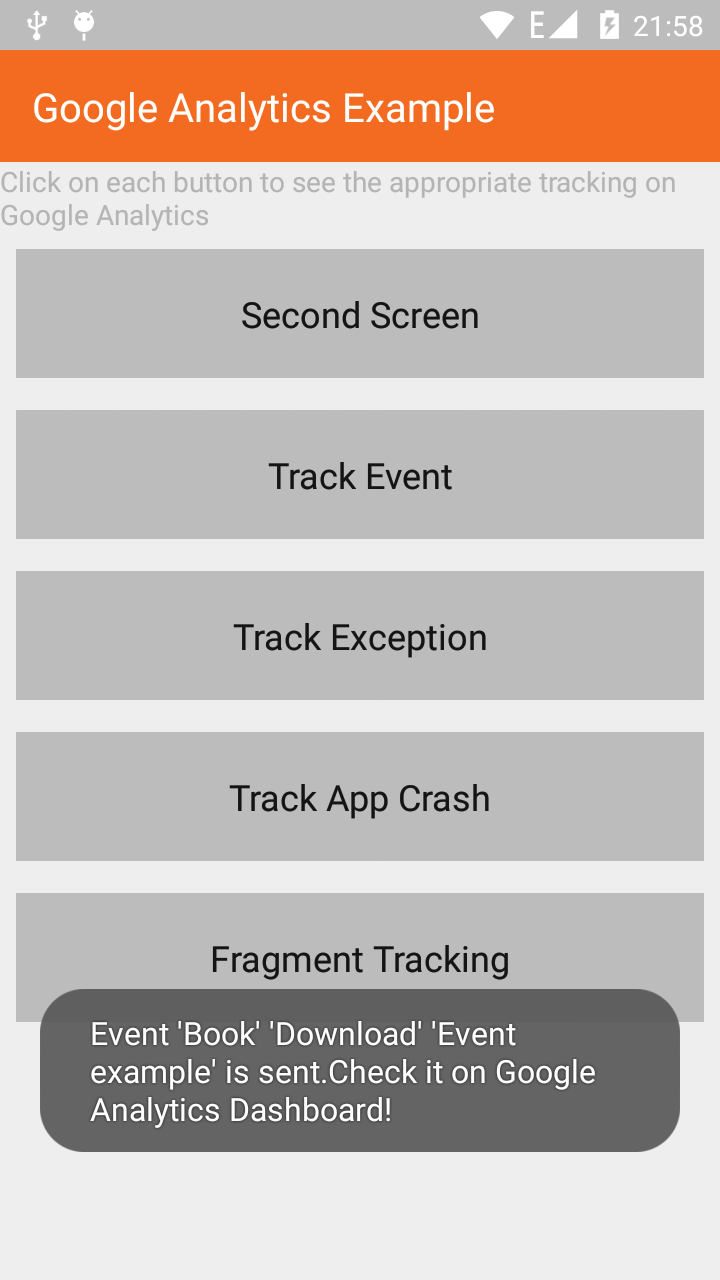 E 21:58
Google Analytics Example
Click on each button to see the appropriate tracking on
Google Analytics
Second Screen
Track Event
Track Exception
Track App Crash
Fragment Tracking
Event 'Book' 'Download' 'Event
example' is sent.Check it on Google
Analytics Dashboard!